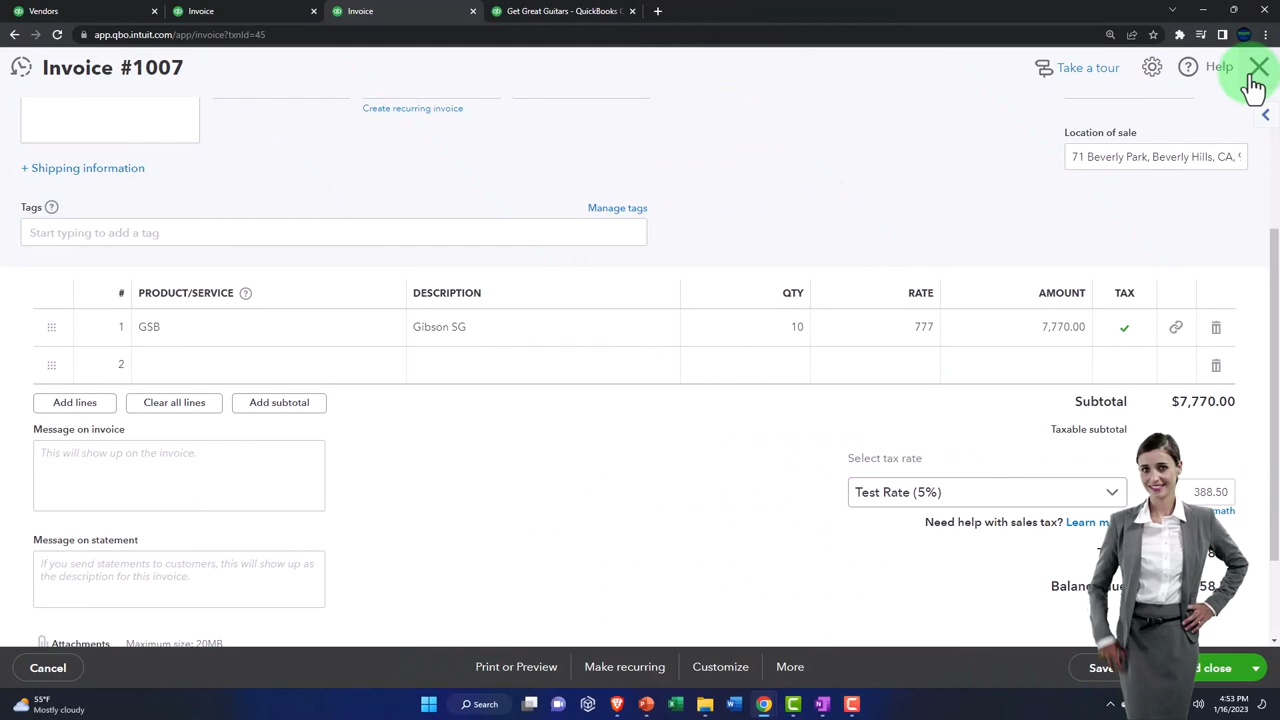 Vendors
Invoice
Invoice
Get Great Guitars - QuickBooks
app.qbo.intuit.com/app/invoice?txnId=45
Invoice #1007
Take a tour
Help
Create recurring invoice
Location of sale
71 Beverly Park, Beverly Hills, CA,
+ Shipping information
Tags
Manage tags
Start typing to add a tag
# PRODUCT/SERVICE DESCRIPTION QTY RATE AMOUNT TAX
1 GSB Gibson SG 10 777 7,770.00
2
Add lines Clear all lines Add subtotal
Subtotal $7,770.00
Message on invoice
Taxable subtotal
This will show up on the invoice.
Select tax rate
Test Rate (5%)
388.50
math
Need help with sales tax? Learn
Message on statement
If you send statements to customers, this will show up as
the description for this invoice.
Attachments Maximum size: 20MB
Cancel
Print or Preview
Make recurring
Customize
More
close
55°F
Mostly cloudy
Search
4:53 PM
1/16/2023